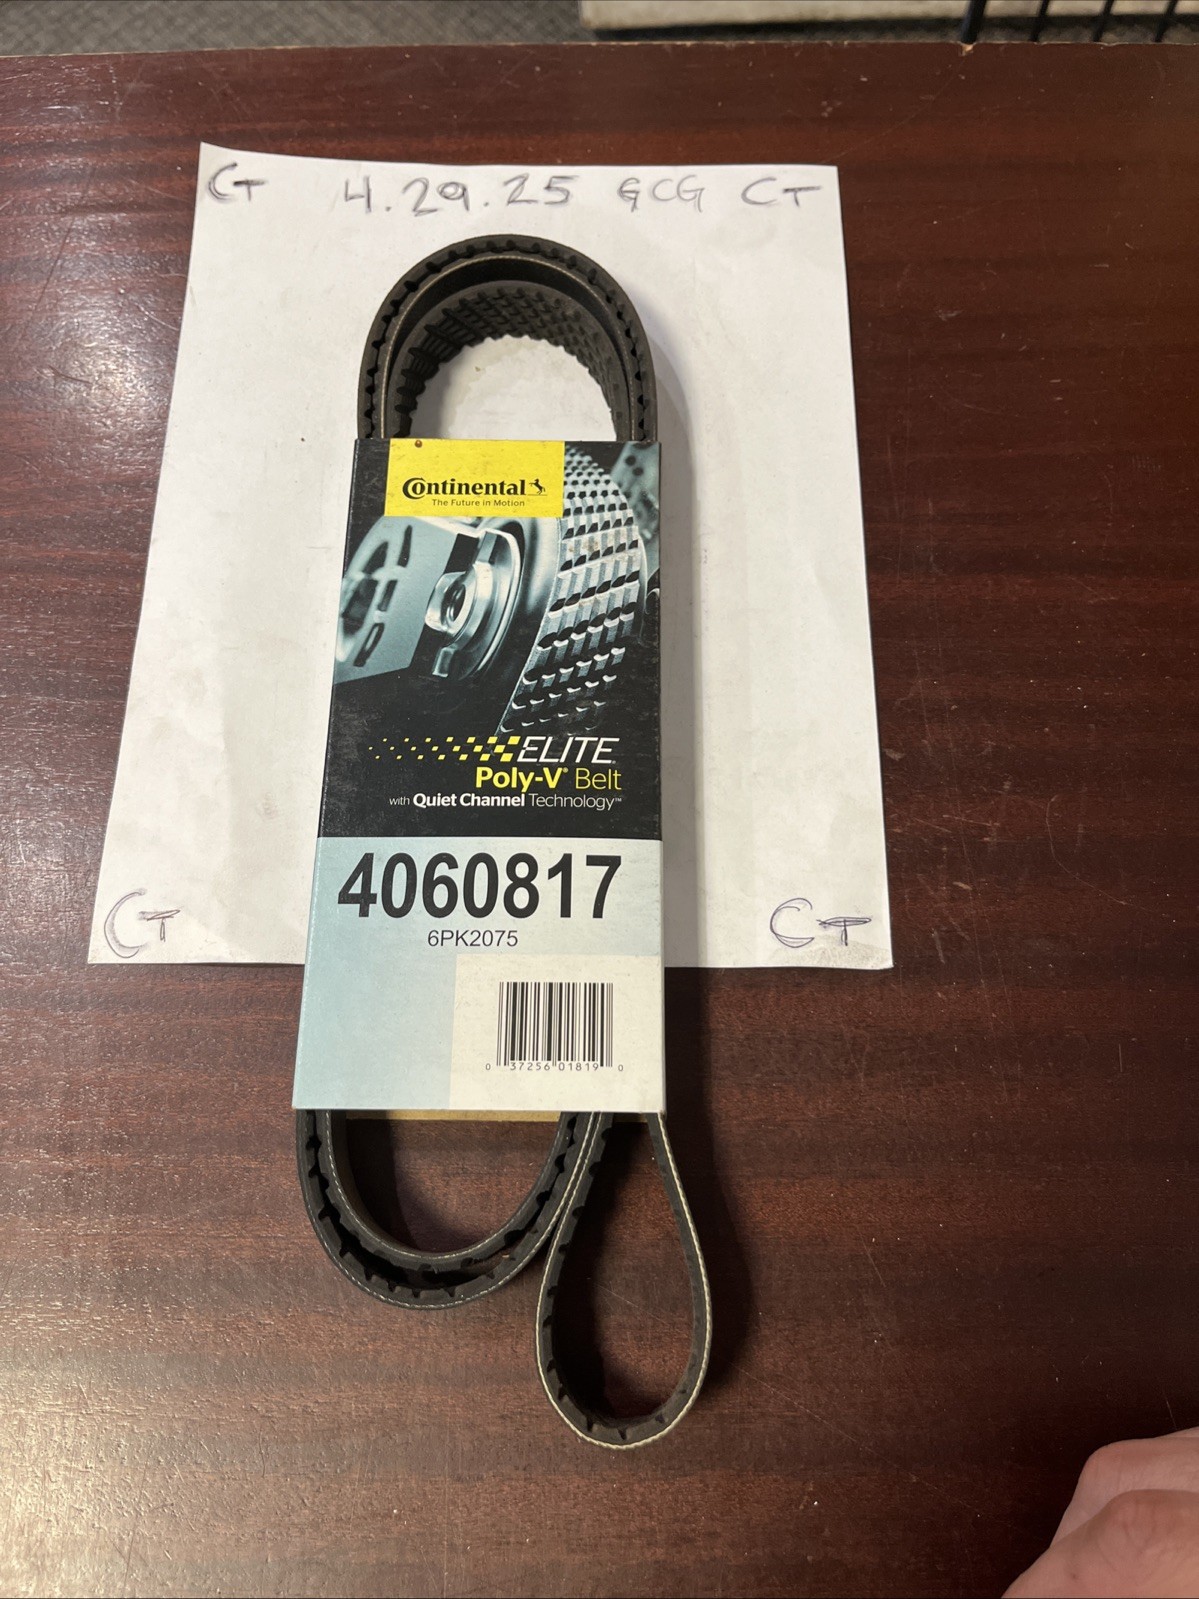 CT 4.29.25 GCG CT
Continental
The Future in Motion
ELITE
Poly-V® Belt
with Quiet Channel Technology™
4060817
6PK2075
0 37256 01819 0
CT CT